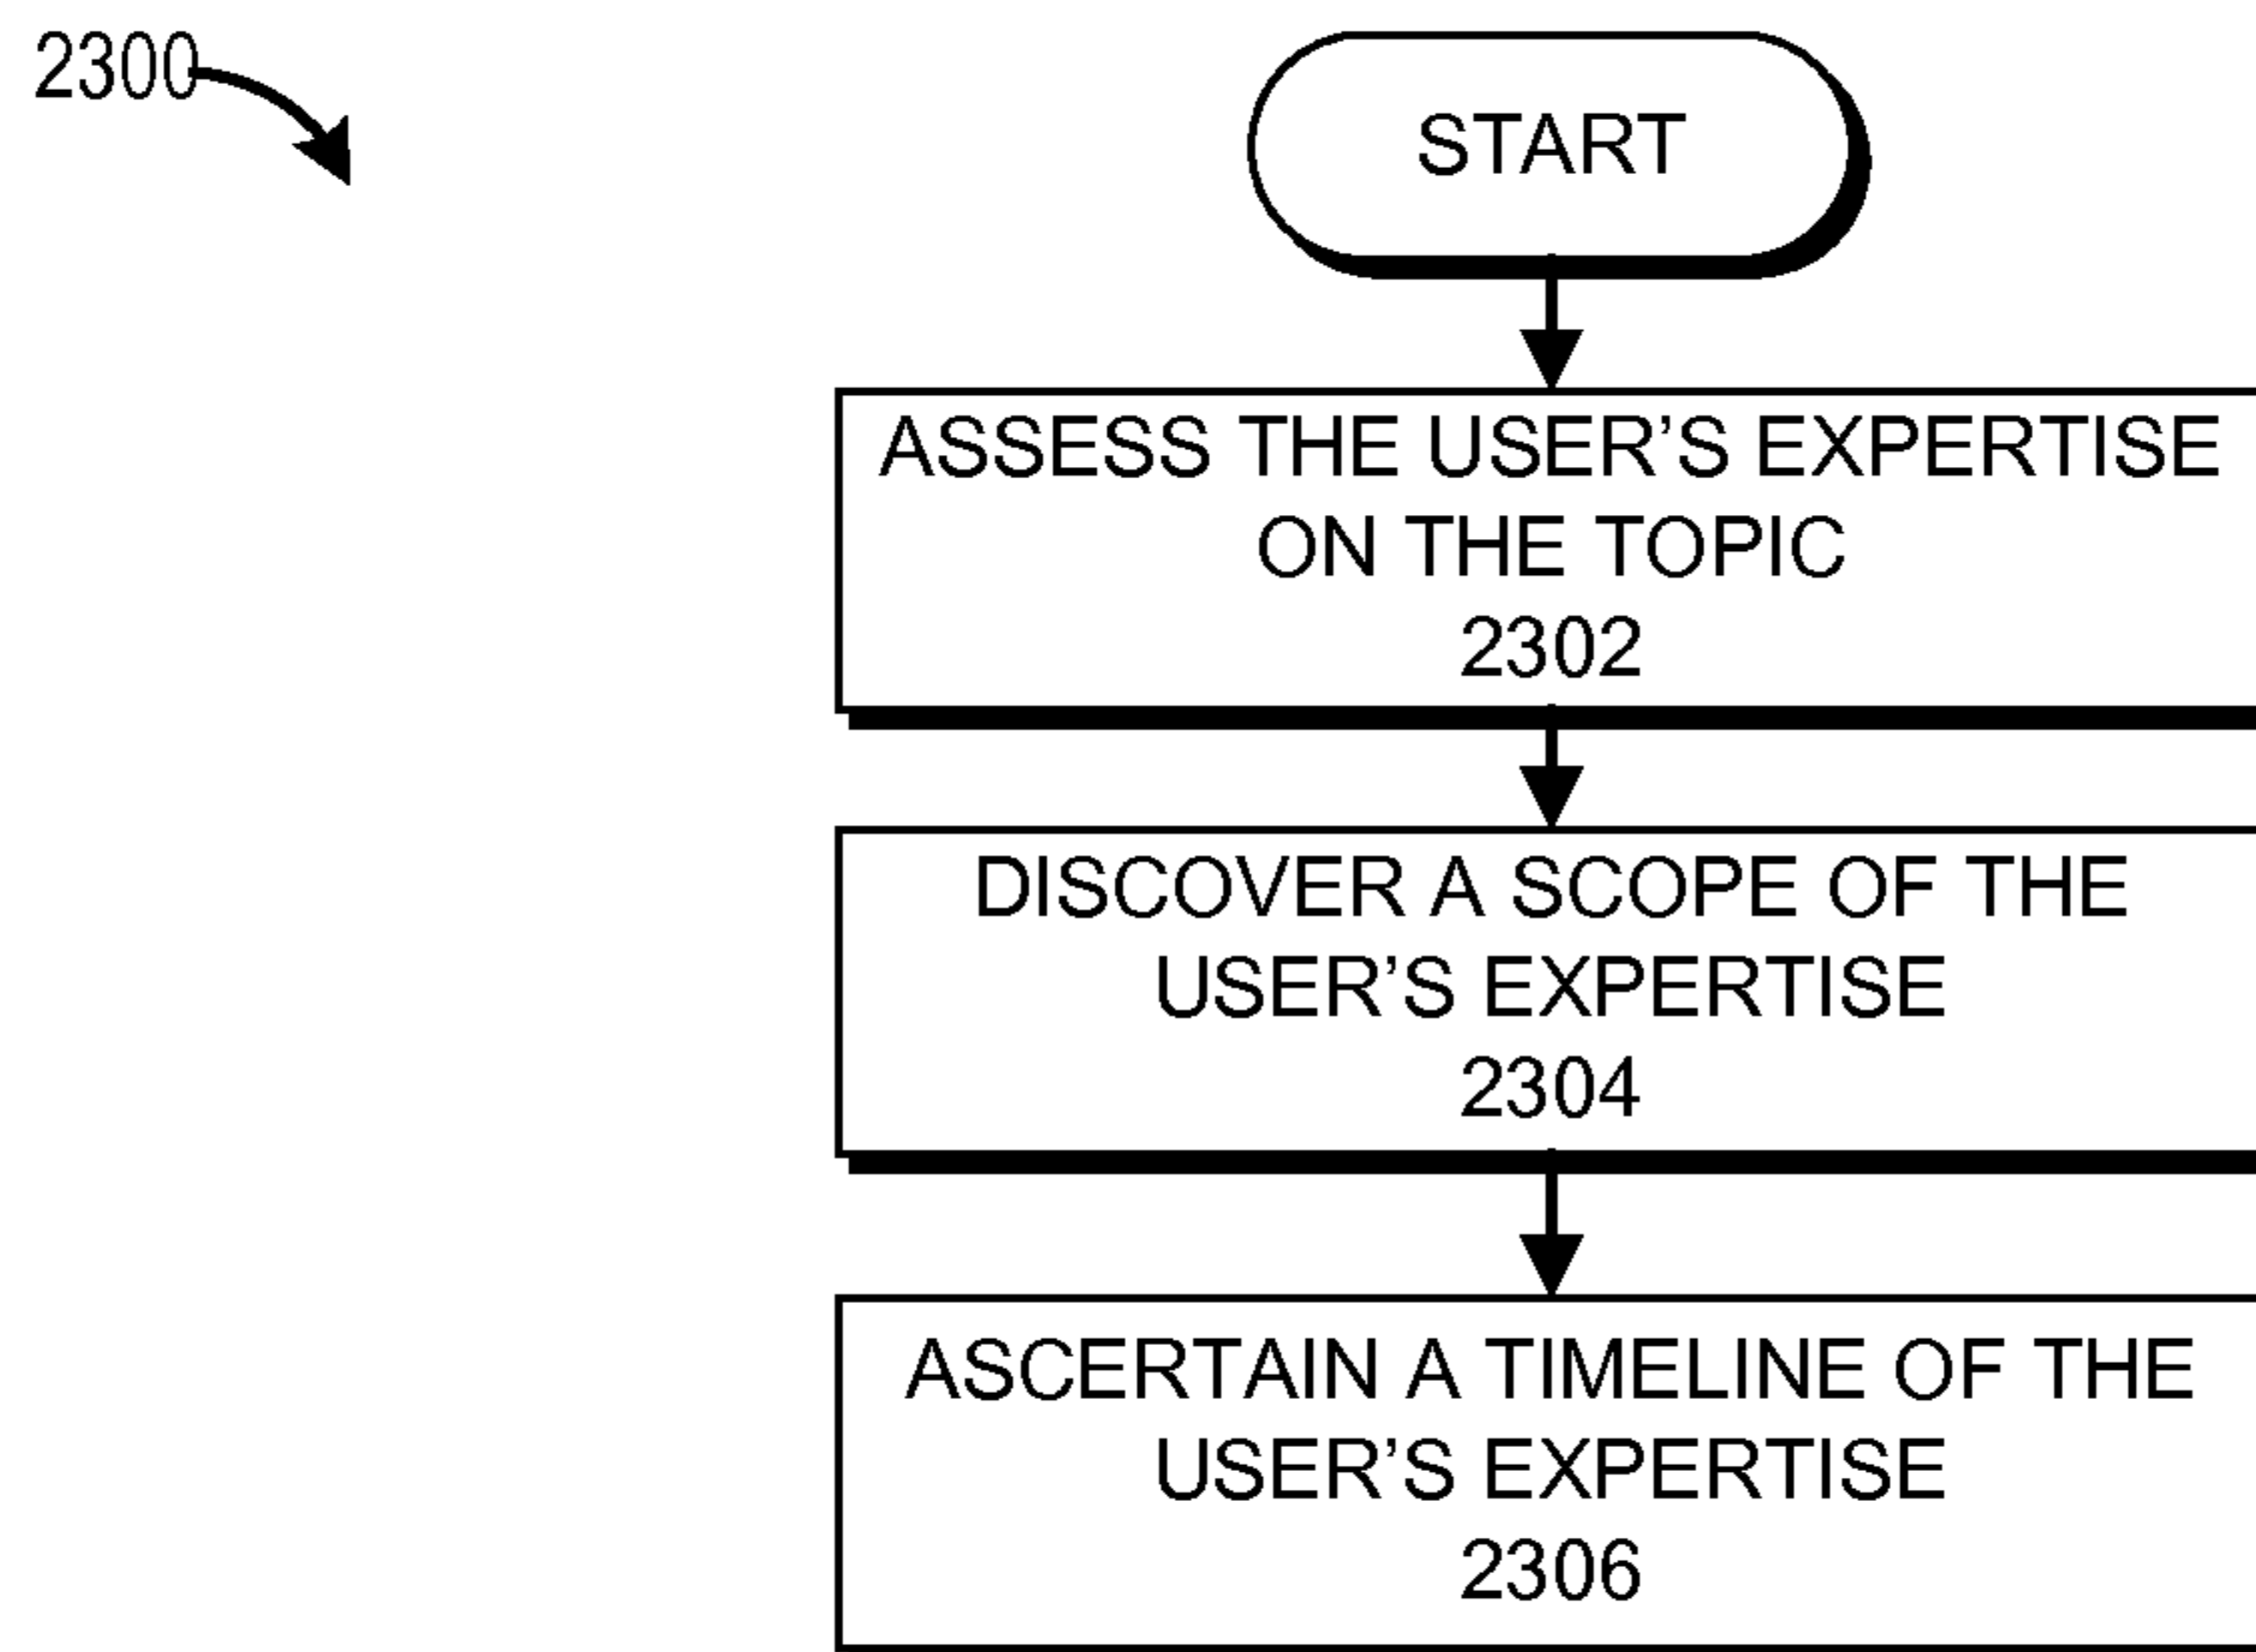 2300
START
ASSESS THE USER’S EXPERTISE
ON THE TOPIC
2302
DISCOVER A SCOPE OF THE
USER’S EXPERTISE
2304
ASCERTAIN A TIMELINE OF THE
USER’S EXPERTISE
2306